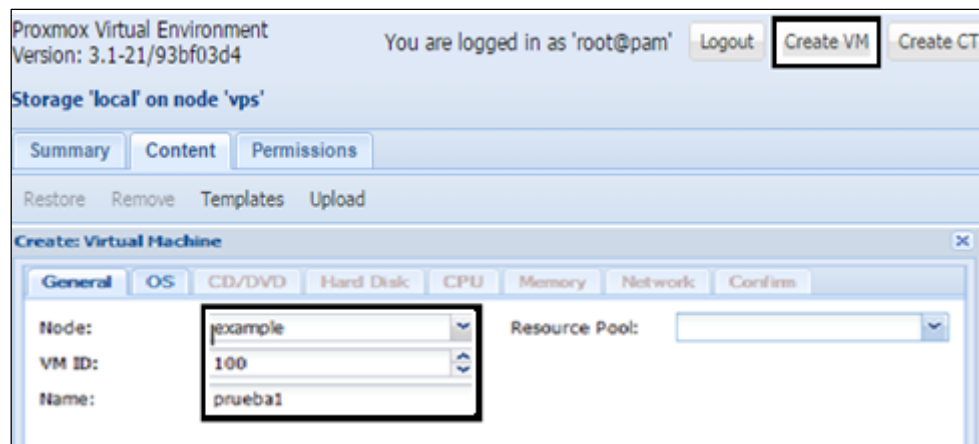 Proxmox Virtual Environment
Version: 3.1-21/93bf03d4
You are logged in as 'root@pam' Logout Create VM Create CT
Storage 'local' on node 'vps'
Summary Content Permissions
Restore Remove Templates Upload
Create: Virtual Machine
General OS CD/DVD Hard Disk CPU Memory Network Confirm
Node: example Resource Pool:
VM ID: 100
Name: prueba1